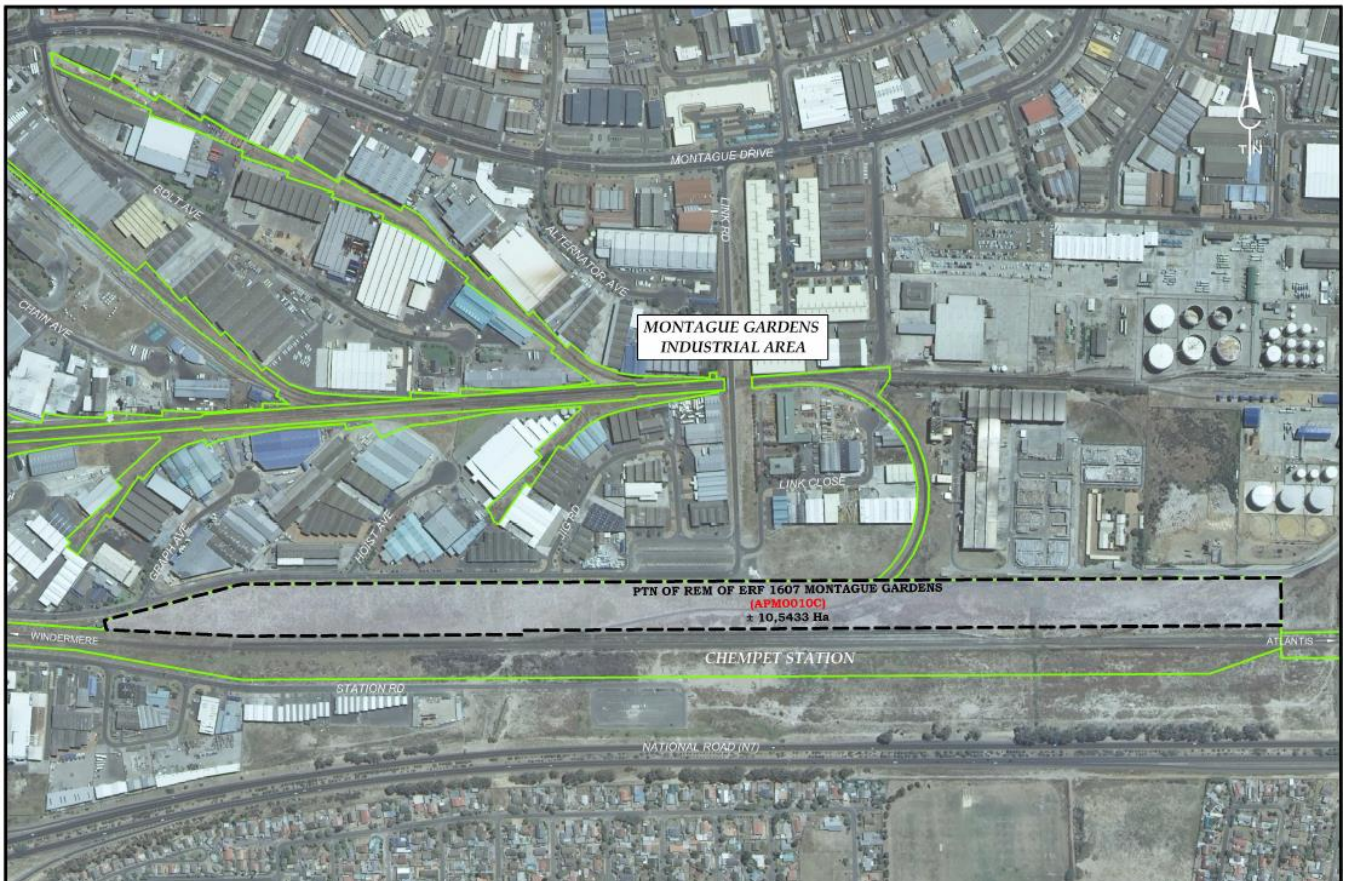 TN
MONTAGUE DRIVE
BOLT AVE
LINK RD
ALTERNATOR AVE
CHAIN AVE
MONTAGUE GARDENS
INDUSTRIAL AREA
LINK CLOSE
JIG RD
HOIST AVE
GRAPH AVE
PTN OF REM OF ERF 1607 MONTAGUE GARDENS
(APM0010C)
± 10,5433 Ha
WINDERMERE
ATLANTIS
CHEMPET STATION
STATION RD
NATIONAL ROAD (N7)